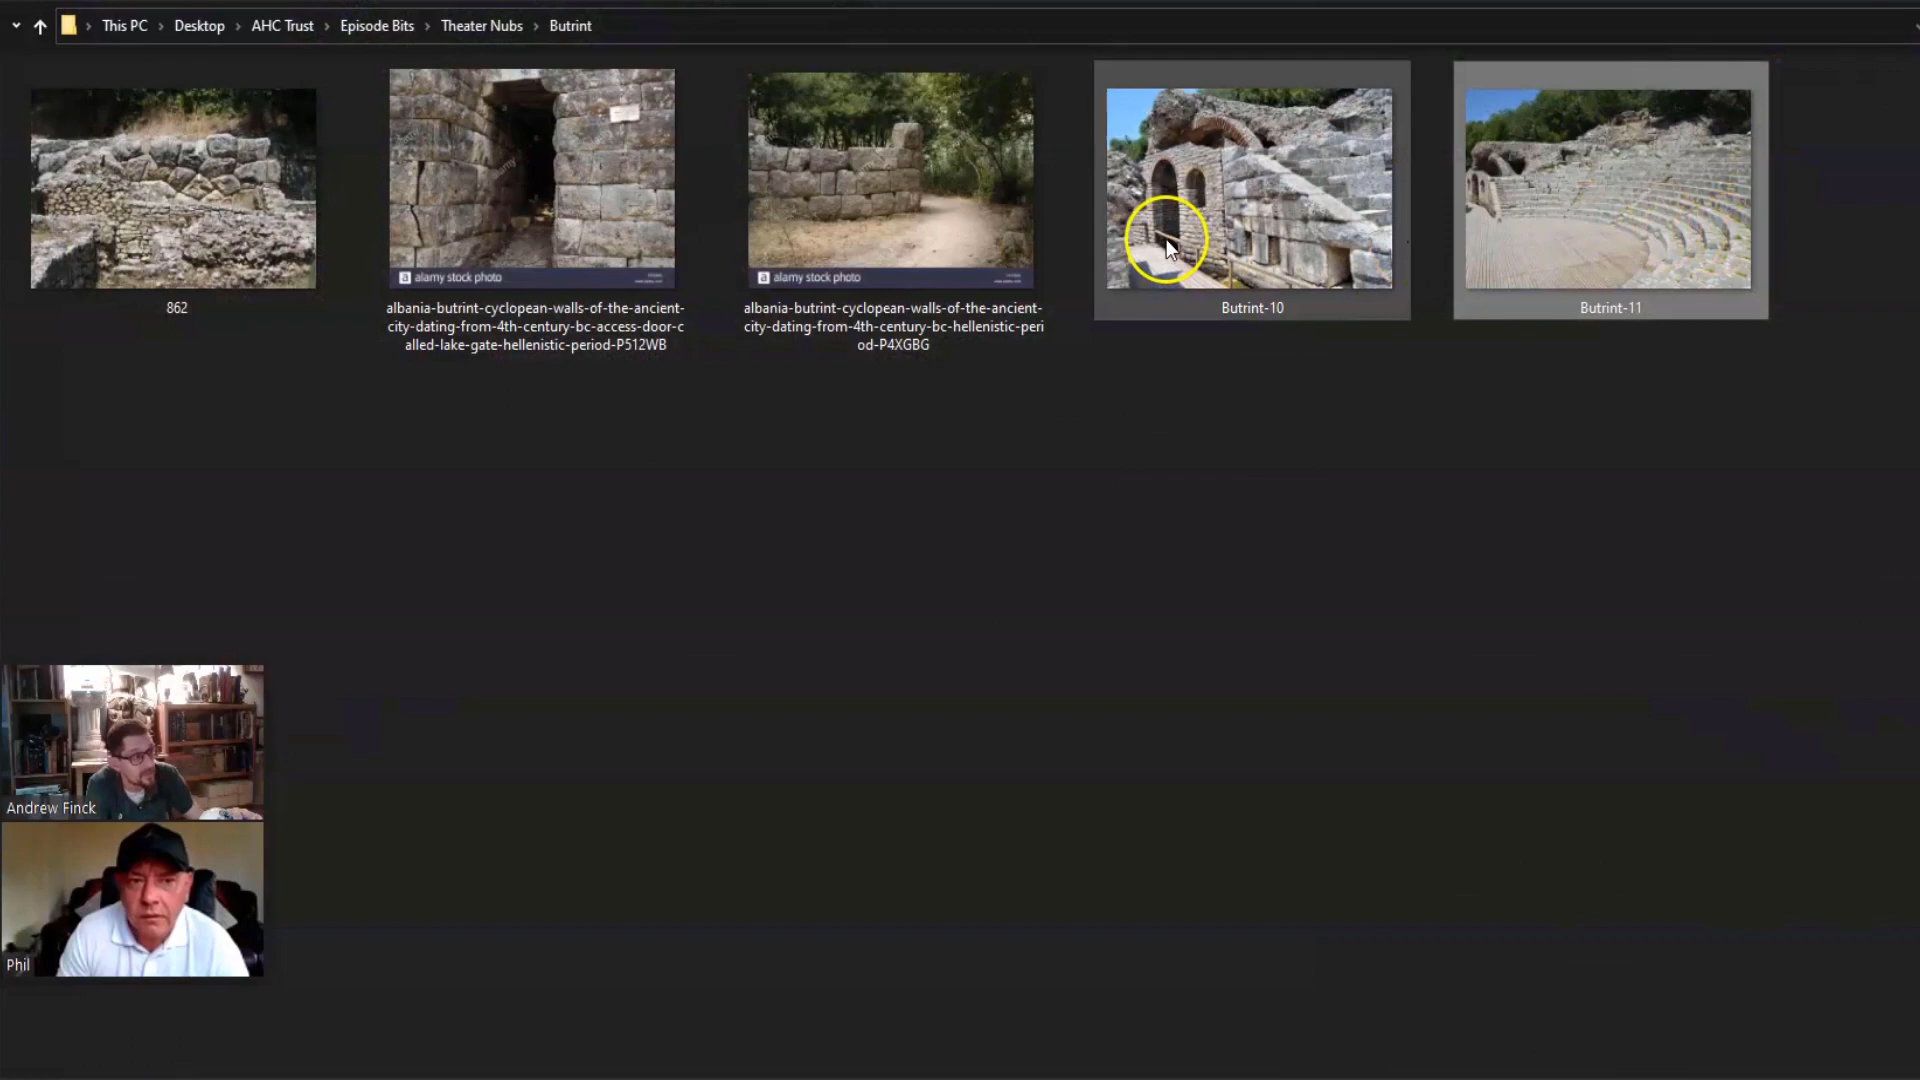 This PC > Desktop > AHC Trust > Episode Bits > Theater Nubs > Butrint
a alamy stock photo
a alamy stock photo
862
albania-butrint-cyclopean-walls-of-the-ancient-
city-dating-from-4th-century-bc-access-door-c
alled-lake-gate-hellenistic-period-P512WB
albania-butrint-cyclopean-walls-of-the-ancient-
city-dating-from-4th-century-bc-hellenistic-peri
od-P4XGBG
Butrint-10
Butrint-11
Andrew Finck
Phil